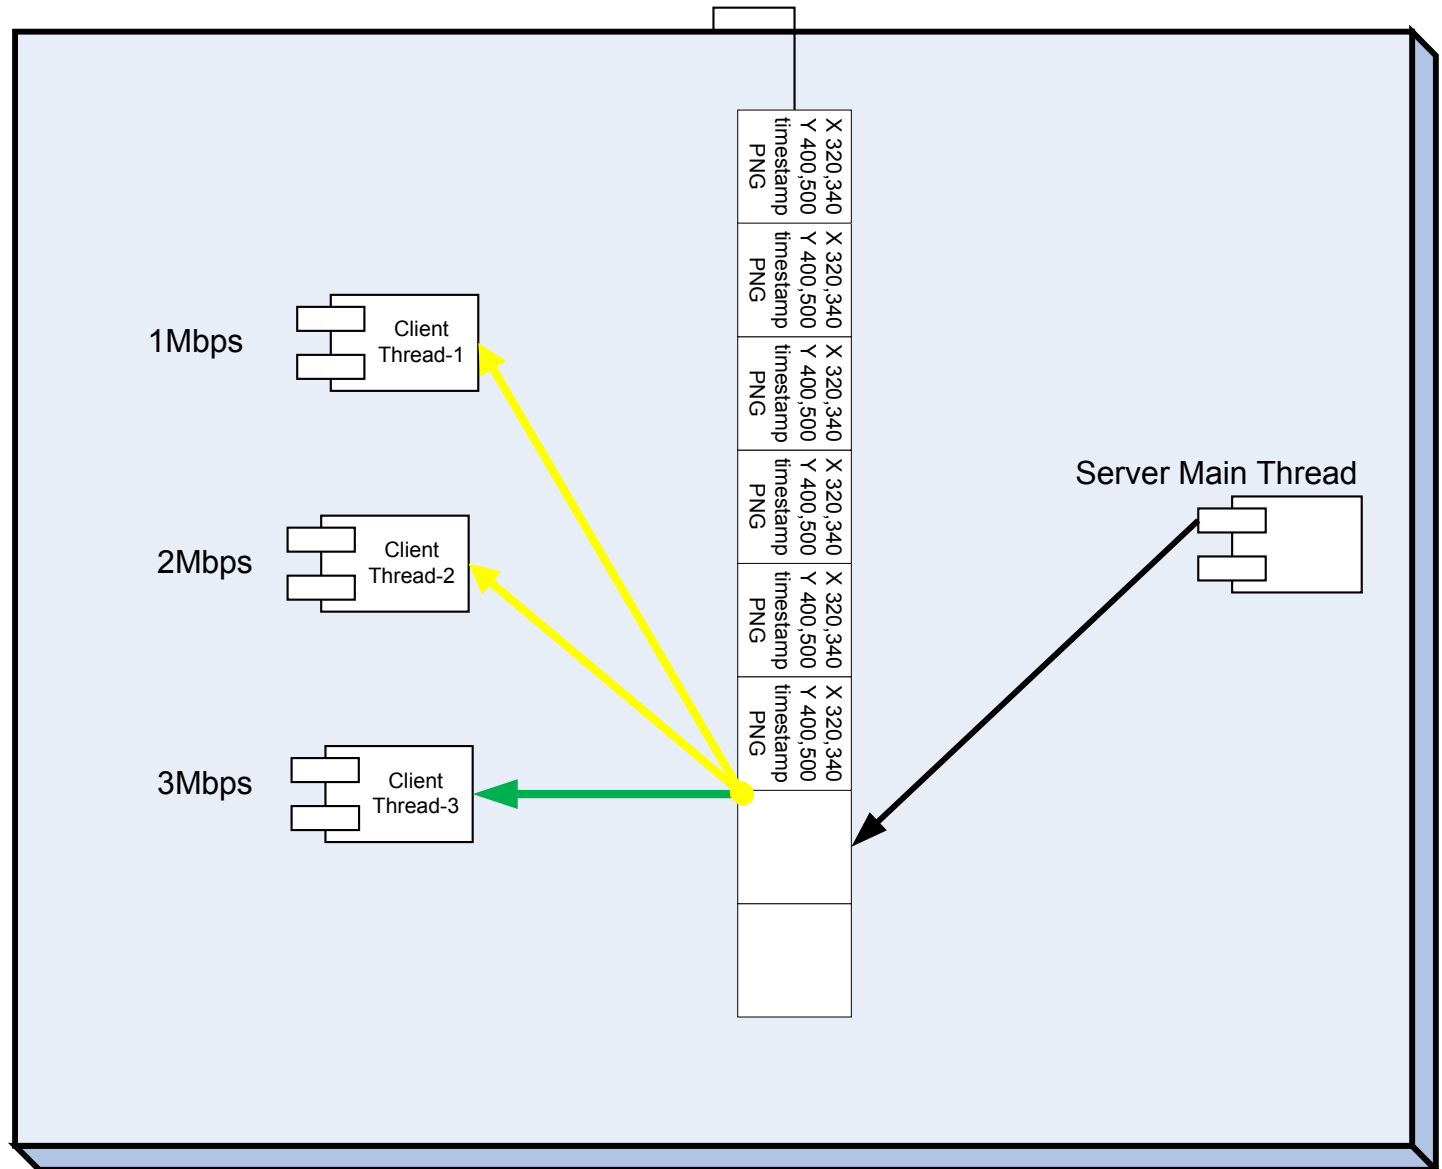 X 320,340
Y 400,500
timestamp
PNG
X 320,340
Y 400,500
timestamp
PNG
X 320,340
Y 400,500
timestamp
PNG
X 320,340
Y 400,500
timestamp
PNG
X 320,340
Y 400,500
timestamp
PNG
X 320,340
Y 400,500
timestamp
PNG
1Mbps
Client
Thread-1
2Mbps
Client
Thread-2
3Mbps
Client
Thread-3
Server Main Thread